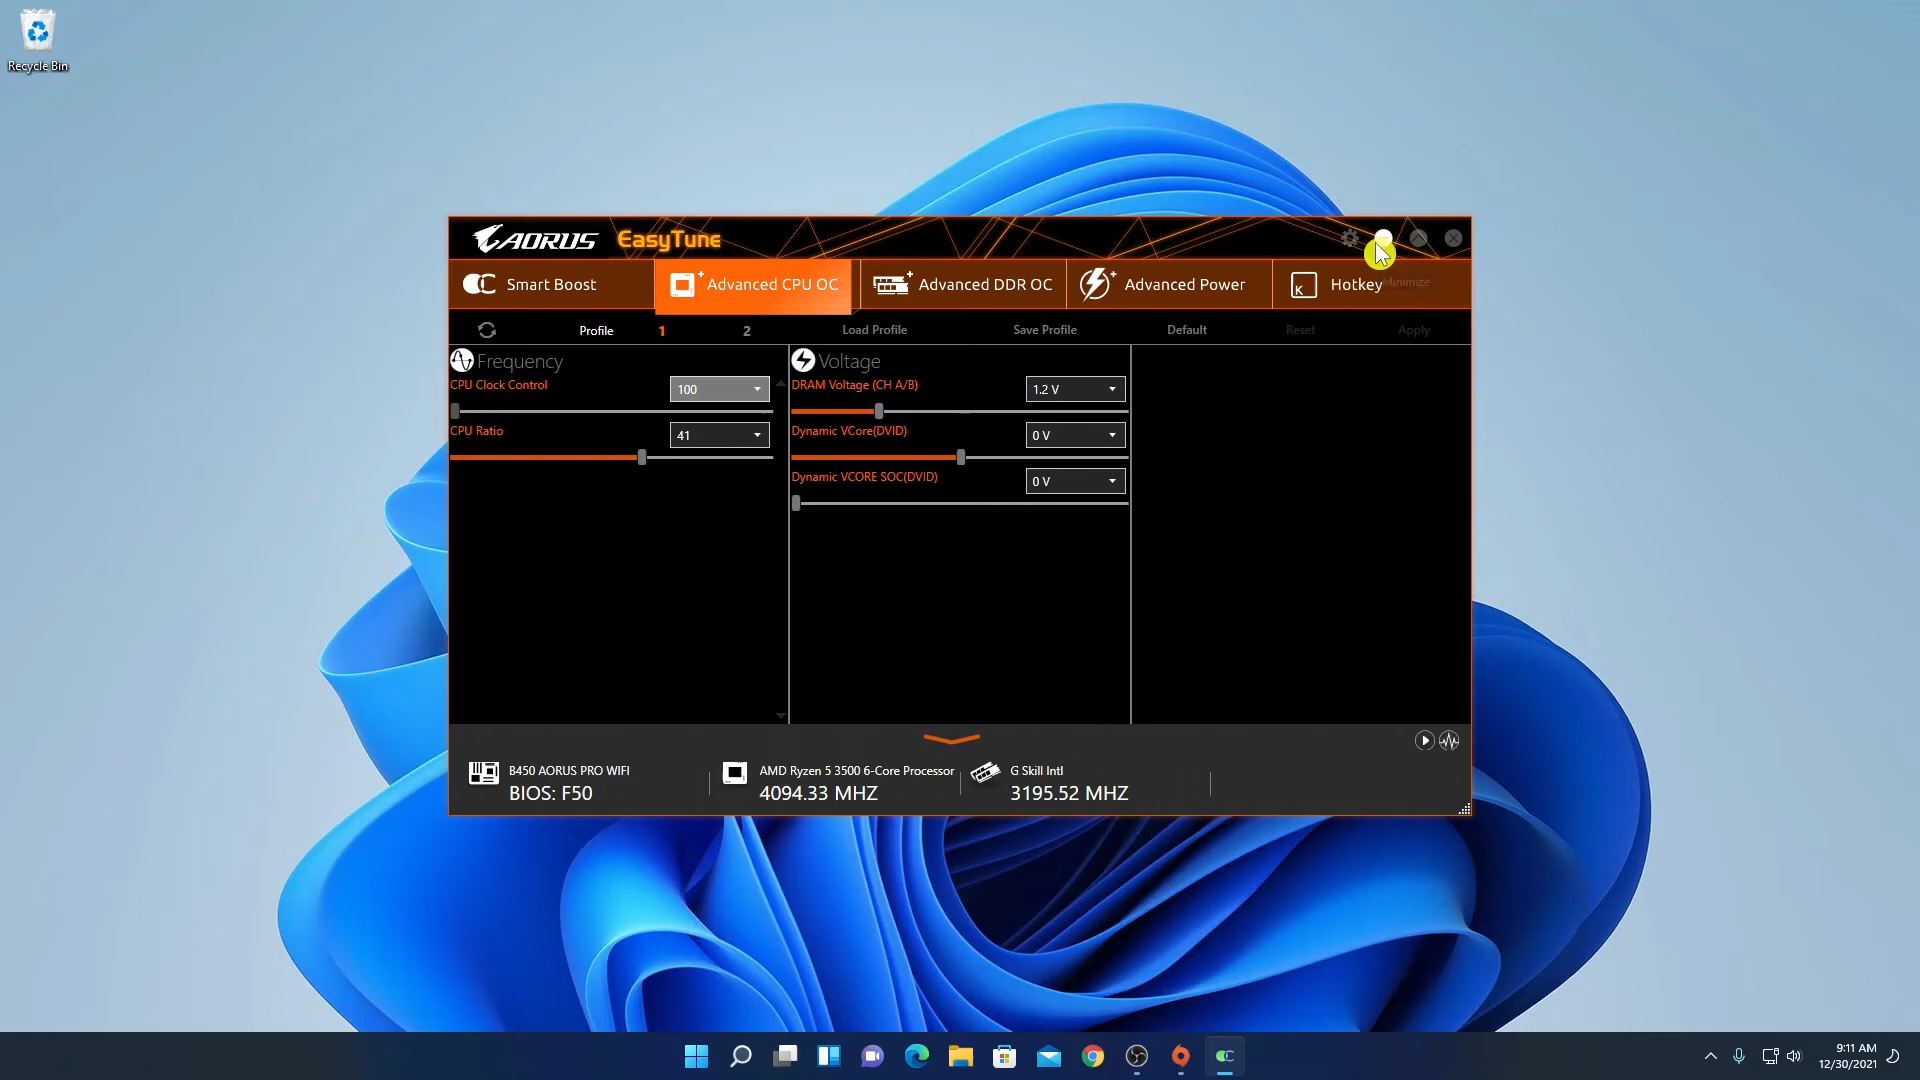 Recycle Bin
AORUS EasyTune
Smart Boost
Advanced CPU OC
Advanced DDR OC
Advanced Power
K Hotkey
Minimize
Profile 1 2 Load Profile Save Profile Default Reset Apply
Frequency
CPU Clock Control 100
CPU Ratio 41
Voltage
DRAM Voltage (CH A/B) 1.2 V
Dynamic VCore(DVID) 0 V
Dynamic VCORE SOC(DVID) 0 V
B450 AORUS PRO WIFI
BIOS: F50
AMD Ryzen 5 3500 6-Core Processor
4094.33 MHZ
G Skill Intl
3195.52 MHZ
9:11 AM
12/30/2021